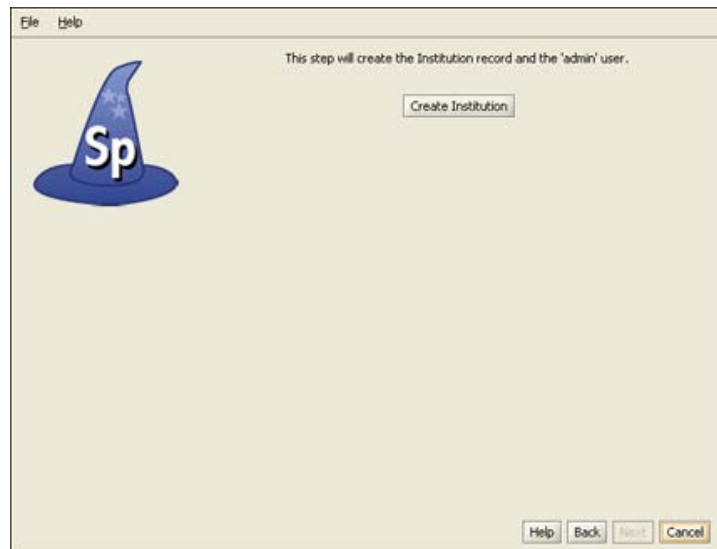 File Help
This step will create the Institution record and the 'admin' user.
Create Institution
Sp
Help Back Next Cancel